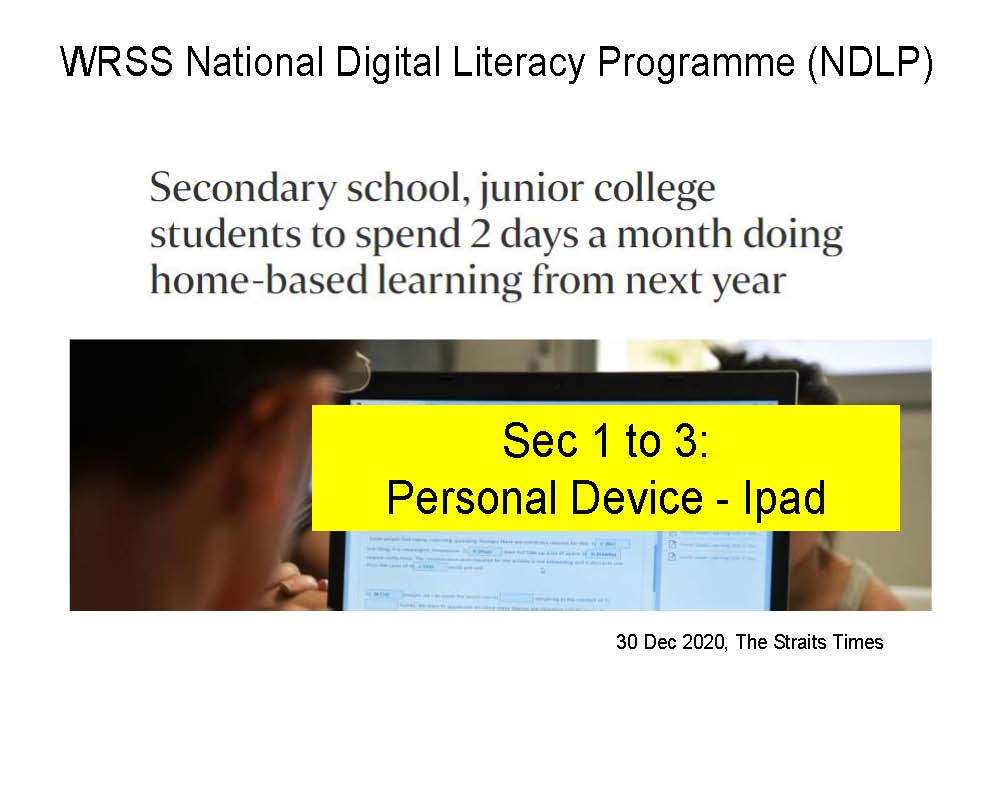 WRSS National Digital Literacy Programme (NDLP)
Secondary school, junior college
students to spend 2 days a month doing
home-based learning from next year
Sec 1 to 3:
Personal Device - Ipad
30 Dec 2020, The Straits Times